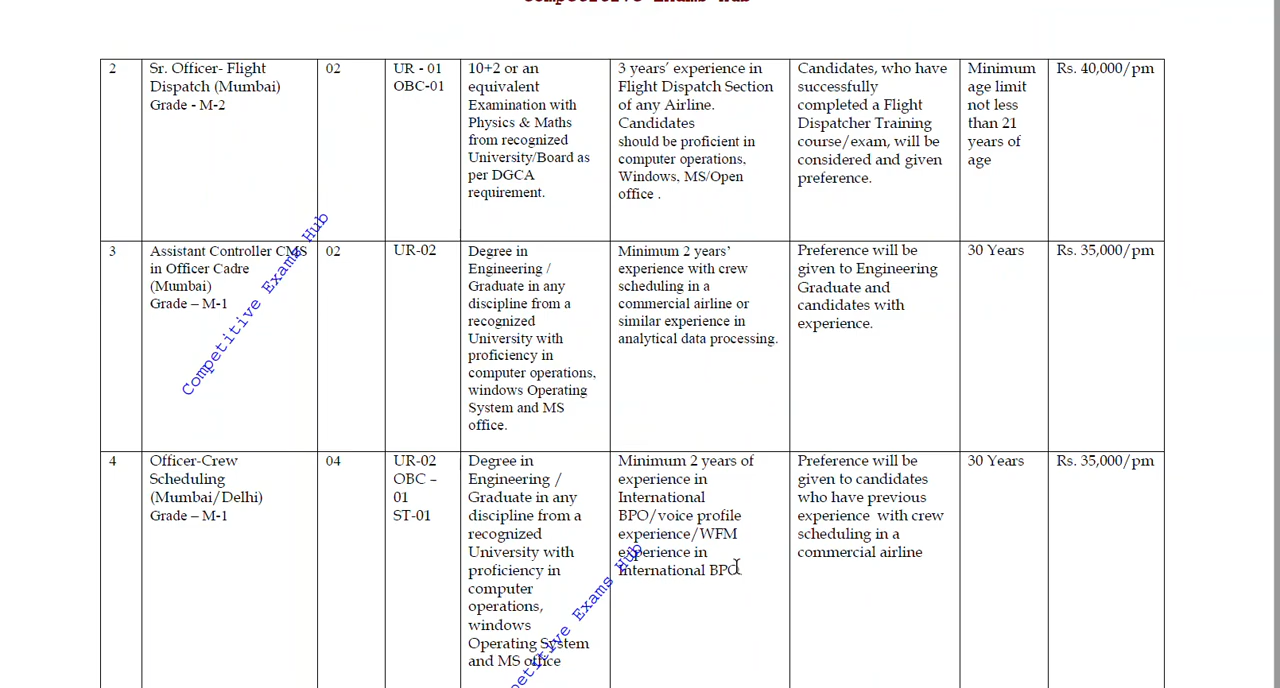 Competitive Exams Hub
2
Sr. Officer- Flight
Dispatch (Mumbai)
Grade - M-2
02
UR - 01
OBC-01
10+2 or an
equivalent
Examination with
Physics & Maths
from recognized
University/Board as
per DGCA
requirement.
3 years' experience in
Flight Dispatch Section
of any Airline.
Candidates
should be proficient in
computer operations,
Windows, MS/Open
office .
Candidates, who have
successfully
completed a Flight
Dispatcher Training
course/exam, will be
considered and given
preference.
Minimum
age limit
not less
than 21
years of
age
Rs. 40,000/pm
3
Assistant Controller CMS
in Officer Cadre
(Mumbai)
Grade – M-1
02
UR-02
Degree in
Engineering /
Graduate in any
discipline from a
recognized
University with
proficiency in
computer operations,
windows Operating
System and MS
office.
Minimum 2 years'
experience with crew
scheduling in a
commercial airline or
similar experience in
analytical data processing.
Preference will be
given to Engineering
Graduate and
candidates with
experience.
30 Years
Rs. 35,000/pm
Competitive Exams Hub
4
Officer-Crew
Scheduling
(Mumbai/Delhi)
Grade – M-1
04
UR-02
OBC –
01
ST-01
Degree in
Engineering /
Graduate in any
discipline from a
recognized
University with
proficiency in
computer
operations,
windows
Operating System
and MS office
Minimum 2 years of
experience in
International
BPO/voice profile
experience/WFM
experience in
International BPO.
Preference will be
given to candidates
who have previous
experience with crew
scheduling in a
commercial airline
30 Years
Rs. 35,000/pm
petitive Exams Hub